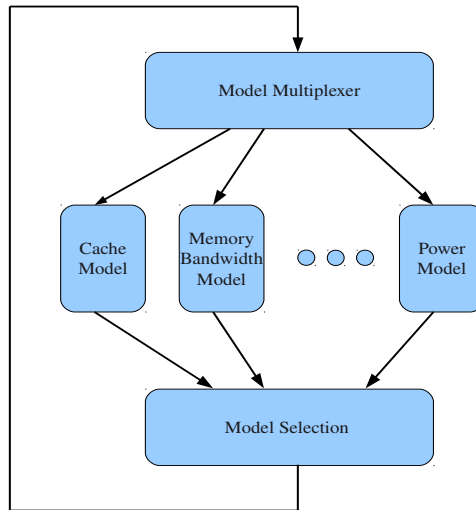 Model Multiplexer
Cache
Model
Memory
Bandwidth
Model
Power
Model
Model Selection